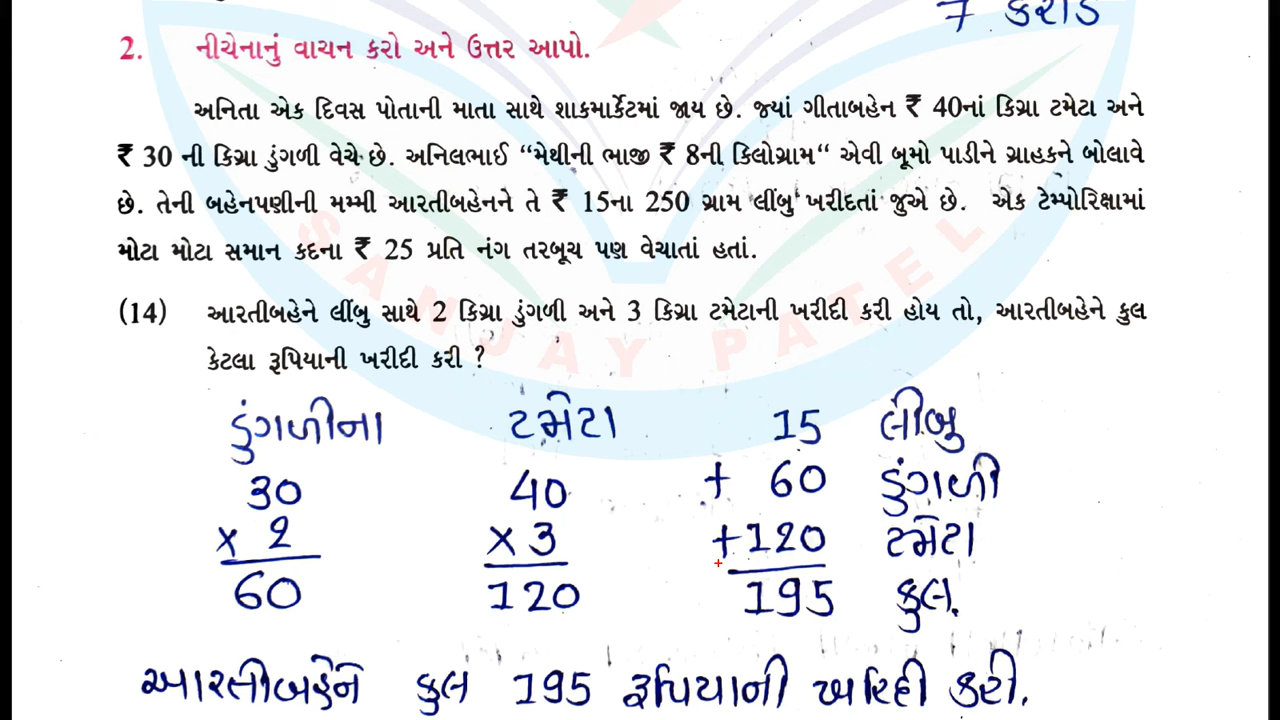 7 કરોડ
2. નીચેનાનું વાચન કરો અને ઉત્તર આપો.
અનિતા એક દિવસ પોતાની માતા સાથે શાકમાર્કેટમાં જાય છે. જ્યાં ગીતાબહેન ₹ 40નાં કિગ્રા ટમેટા અને
₹ 30 ની કિગ્રા ડુંગળી વેચે છે. અનિલભાઈ “મેથીની ભાજી ₹ 8ની કિલોગ્રામ“ એવી બૂમો પાડીને ગ્રાહકને બોલાવે
છે. તેની બહેનપણીની મમ્મી આરતીબહેનને તે ₹ 15ના 250 ગ્રામ લીંબુ ખરીદતાં જુએ છે. એક ટેમ્પોરિક્ષામાં
મોટા મોટા સમાન કદના ₹ 25 પ્રતિ નંગ તરબૂચ પણ વેચાતાં હતાં.
(14) આરતીબહેને લીંબુ સાથે 2 કિગ્રા ડુંગળી અને 3 કિગ્રા ટમેટાની ખરીદી કરી હોય તો, આરતીબહેને કુલ
કેટલા રૂપિયાની ખરીદી કરી ?
SANJAY PATEL
ડુંગળીના ટમેટા 15 લીબુ
30 40 + 60 ડુંગળી
x 2 x 3 +120 ટમેટા
60 120 195 કુલ.
આરતીબહેને કુલ 195 રૂપિયાની ખરિદી કરી.